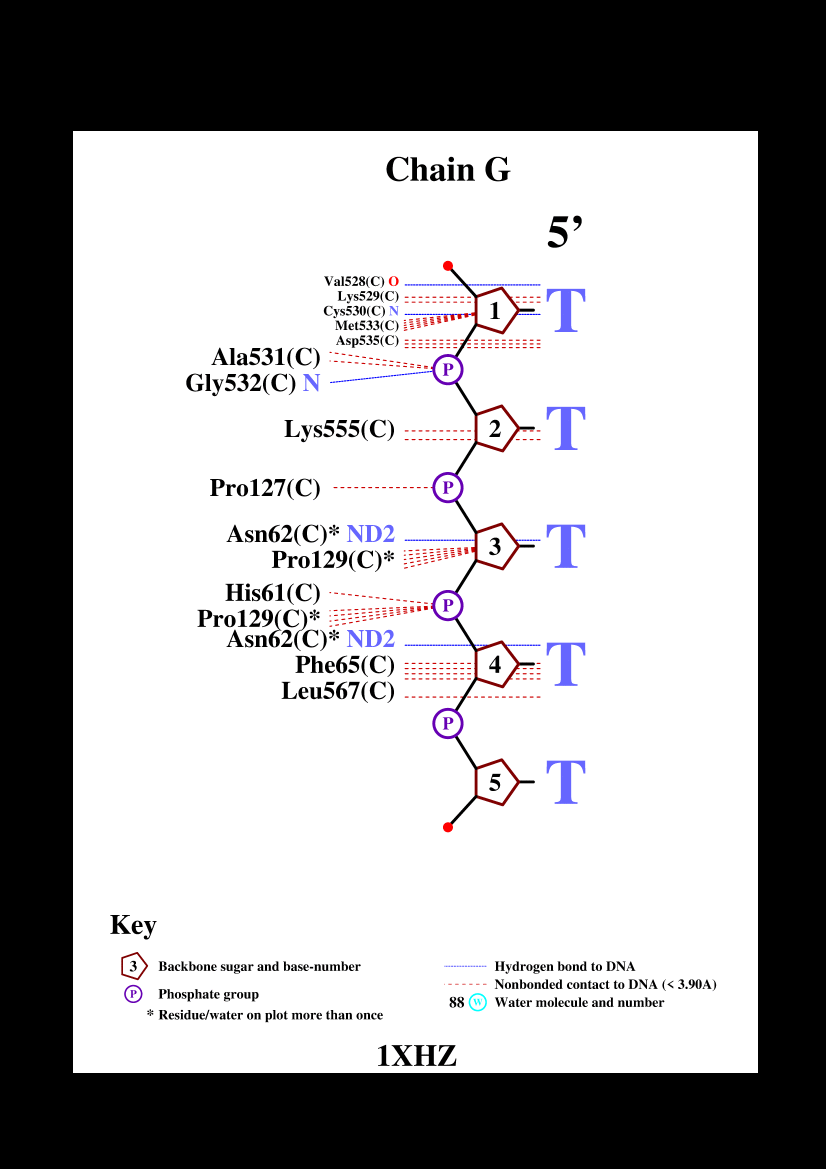 Chain G
5’
Val528(C) O
Lys529(C)
1
T
Cys530(C) N
Met533(C)
Asp535(C)
Ala531(C)
P
Gly532(C) N
Lys555(C)
2
T
Pro127(C)
P
Asn62(C)* ND2
3
T
Pro129(C)*
His61(C)
P
Pro129(C)*
Asn62(C)* ND2
Phe65(C)
4
T
Leu567(C)
P
5
T
Key
3 Backbone sugar and base-number
P Phosphate group
* Residue/water on plot more than once
Hydrogen bond to DNA
Nonbonded contact to DNA (< 3.90A)
88 W Water molecule and number
1XHZ